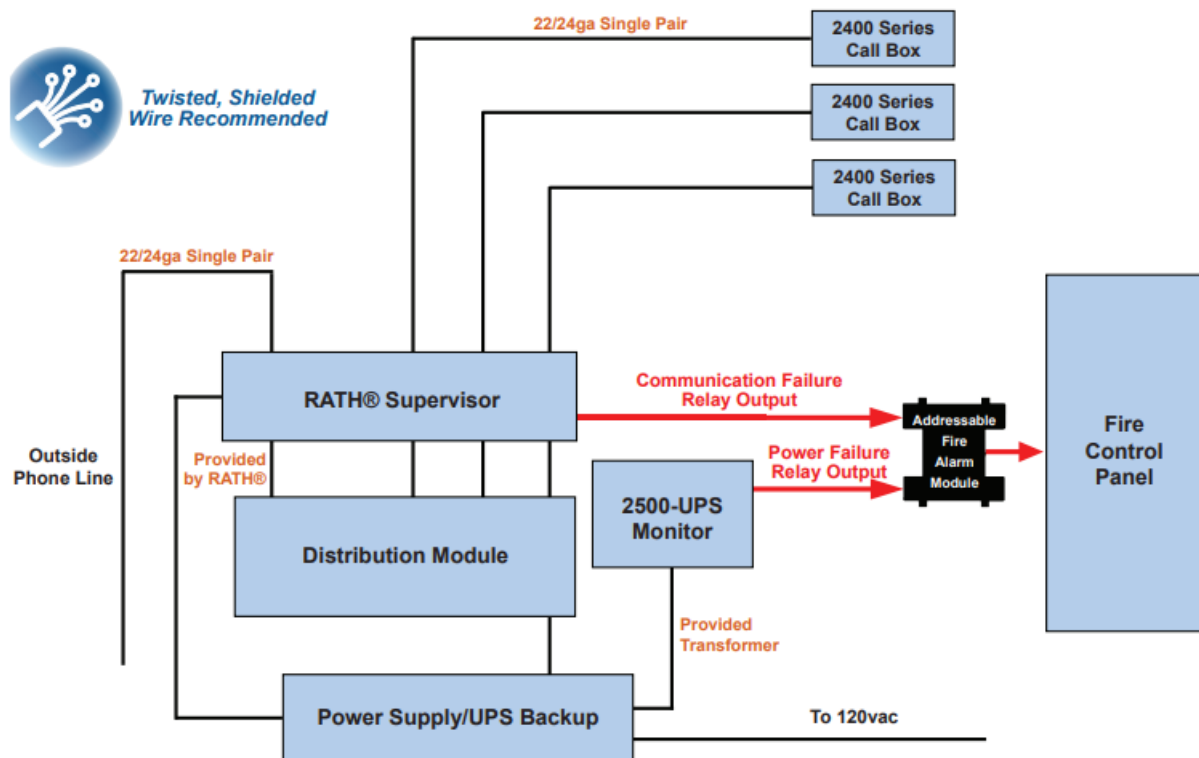 22/24ga Single Pair
2400 Series
Call Box
Twisted, Shielded
Wire Recommended
2400 Series
Call Box
2400 Series
Call Box
22/24ga Single Pair
RATH® Supervisor
Communication Failure
Relay Output
Addressable
Fire
Alarm
Module
Fire
Control
Panel
Outside
Phone Line
Provided
by RATH®
Power Failure
Relay Output
2500-UPS
Monitor
Distribution Module
Provided
Transformer
Power Supply/UPS Backup
To 120vac